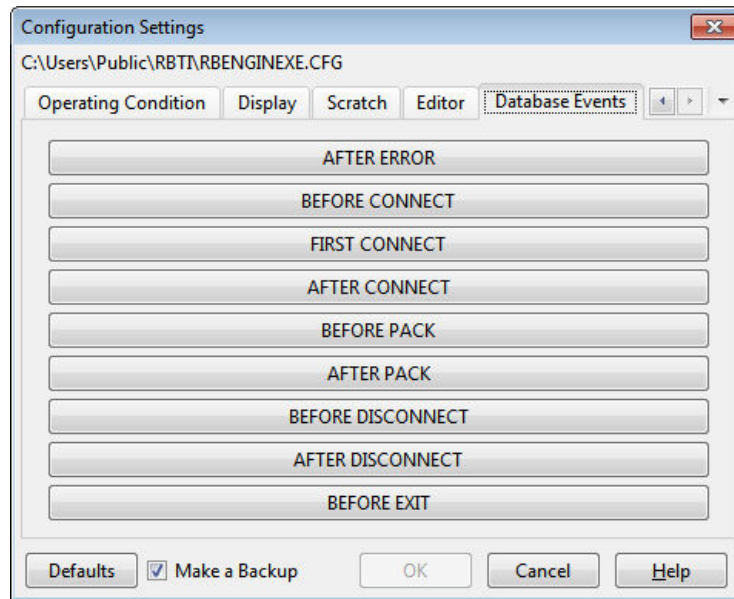 Configuration Settings
C:\Users\Public\RBTI\RBENGINEXE.CFG
Operating Condition Display Scratch Editor Database Events
AFTER ERROR
BEFORE CONNECT
FIRST CONNECT
AFTER CONNECT
BEFORE PACK
AFTER PACK
BEFORE DISCONNECT
AFTER DISCONNECT
BEFORE EXIT
Defaults Make a Backup OK Cancel Help